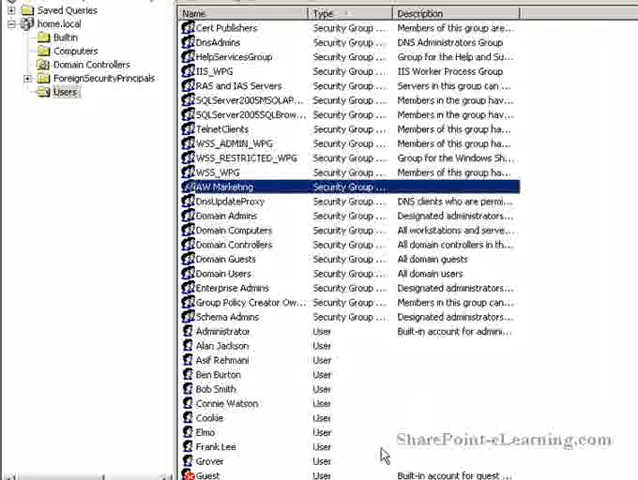 Saved Queries
home.local
Builtin
Computers
Domain Controllers
ForeignSecurityPrincipals
Users
Name Type Description
Cert Publishers Security Group ... Members of this group are...
DnsAdmins Security Group ... DNS Administrators Group
HelpServicesGroup Security Group ... Group for the Help and Su...
IIS_WPG Security Group ... IIS Worker Process Group
RAS and IAS Servers Security Group ... Servers in this group can ...
SQLServer2005MSOLAP... Security Group ... Members of this group ha...
SQLServer2005SQLBrow... Security Group ... Members of this group ha...
TelnetClients Security Group ... Members of this group ha...
WSS_ADMIN_WPG Security Group ... Members of this group ha...
WSS_RESTRICTED_WPG Security Group ... Group for the Windows Sh...
WSS_WPG Security Group ... Members of this group ha...
AW Marketing Security Group ...
DnsUpdateProxy Security Group ... DNS clients who are permi...
Domain Admins Security Group ... Designated administrators...
Domain Computers Security Group ... All workstations and serve...
Domain Controllers Security Group ... All domain controllers in th...
Domain Guests Security Group ... All domain guests
Domain Users Security Group ... All domain users
Enterprise Admins Security Group ... Designated administrators...
Group Policy Creator Ow... Security Group ... Members in this group can...
Schema Admins Security Group ... Designated administrators...
Administrator User Built-in account for admini...
Alan Jackson User
Asif Rehmani User
Ben Burton User
Bob Smith User
Connie Watson User
Cookie User
Elmo User
Frank Lee User
Grover User
Guest User Built-in account for guest ...
SharePoint-eLearning.com